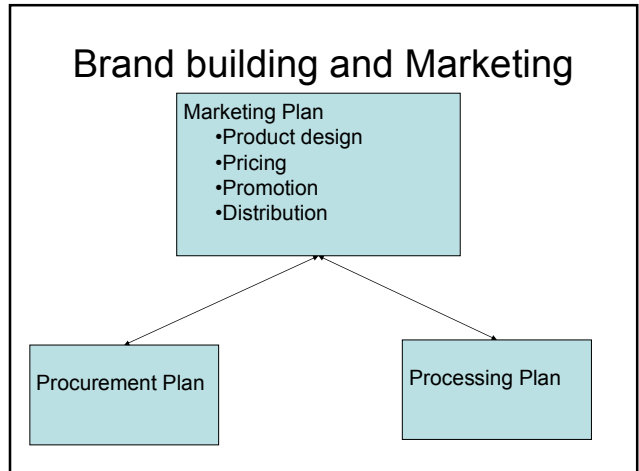 Brand building and Marketing
Marketing Plan
•Product design
•Pricing
•Promotion
•Distribution
Procurement Plan
Processing Plan